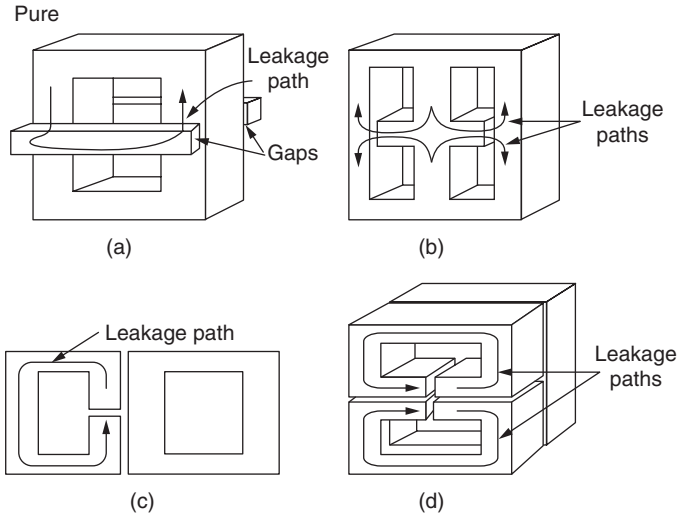 Pure
Leakage
path
Gaps
(a)
Leakage
paths
(b)
Leakage path
(c)
Leakage
paths
(d)